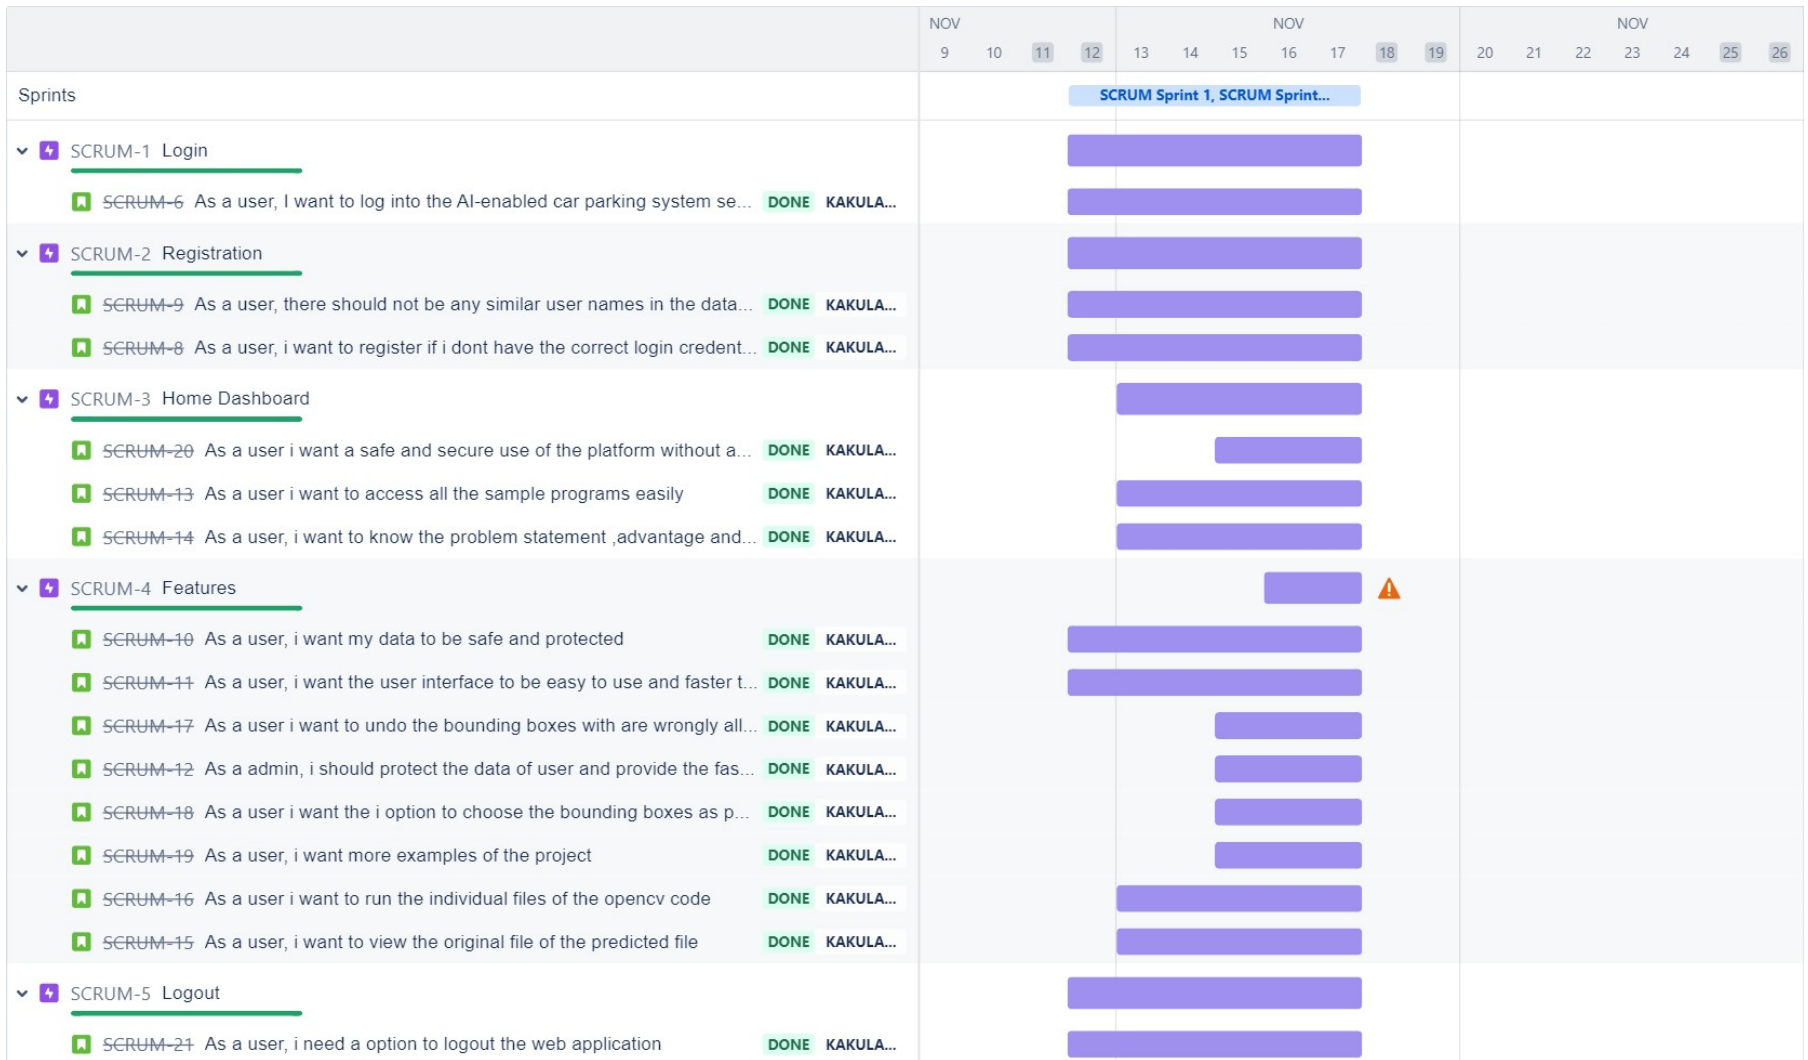 NOV NOV NOV
9 10 11 12 13 14 15 16 17 18 19 20 21 22 23 24 25 26
Sprints SCRUM Sprint 1, SCRUM Sprint...
SCRUM-1 Login
SCRUM-6 As a user, I want to log into the AI-enabled car parking system se... DONE KAKULA...
SCRUM-2 Registration
SCRUM-9 As a user, there should not be any similar user names in the data... DONE KAKULA...
SCRUM-8 As a user, i want to register if i dont have the correct login credent... DONE KAKULA...
SCRUM-3 Home Dashboard
SCRUM-20 As a user i want a safe and secure use of the platform without a... DONE KAKULA...
SCRUM-13 As a user i want to access all the sample programs easily DONE KAKULA...
SCRUM-14 As a user, i want to know the problem statement ,advantage and... DONE KAKULA...
SCRUM-4 Features
SCRUM-10 As a user, i want my data to be safe and protected DONE KAKULA...
SCRUM-11 As a user, i want the user interface to be easy to use and faster t... DONE KAKULA...
SCRUM-17 As a user i want to undo the bounding boxes with are wrongly all... DONE KAKULA...
SCRUM-12 As a admin, i should protect the data of user and provide the fas... DONE KAKULA...
SCRUM-18 As a user i want the i option to choose the bounding boxes as p... DONE KAKULA...
SCRUM-19 As a user, i want more examples of the project DONE KAKULA...
SCRUM-16 As a user i want to run the individual files of the opencv code DONE KAKULA...
SCRUM-15 As a user, i want to view the original file of the predicted file DONE KAKULA...
SCRUM-5 Logout
SCRUM-21 As a user, i need a option to logout the web application DONE KAKULA...